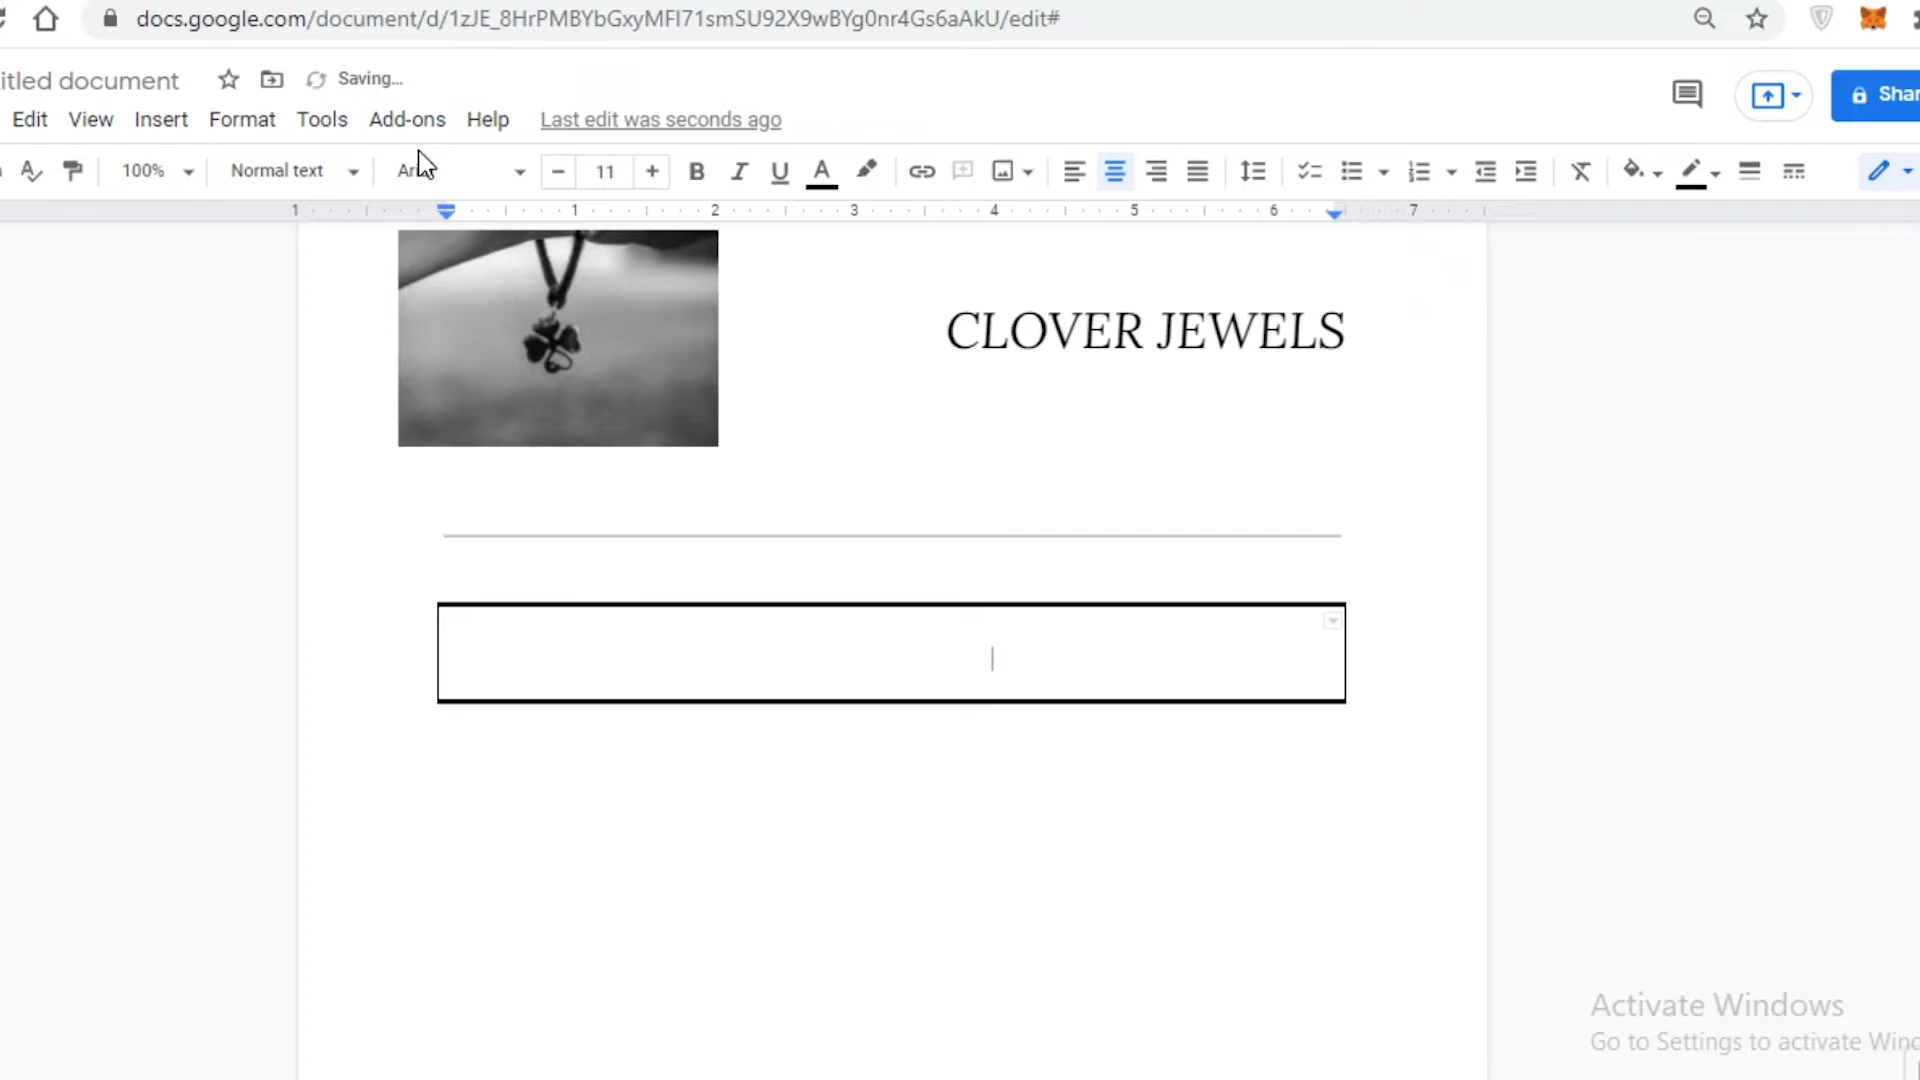 docs.google.com/document/d/1zJE_8HrPMBYbGxyMFI71smSU92X9wBYg0nr4Gs6aAkU/edit#
itled document Saving...
Edit View Insert Format Tools Add-ons Help Last edit was seconds ago
100% Normal text 11
1 1 2 3 4 5 6 7
CLOVER JEWELS
Activate Windows
Go to Settings to activate Win